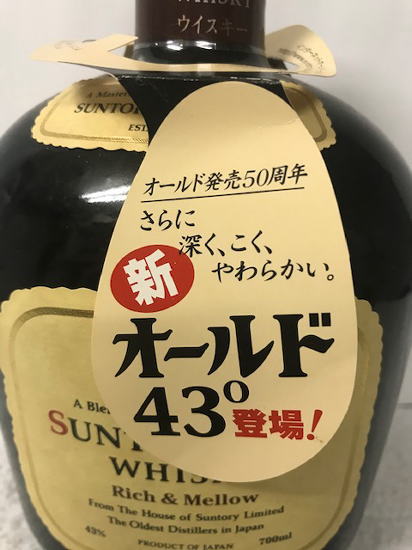 WHISKY
ウイスキー
A Master
SUNTO
EST
オールド発売50周年
さらに
深く、こく、
やわらかい。
新
オールド
43°
登場!
A Ble
SUNT
WHIS
Rich & Mellow
From The House of Suntory Limited
The Oldest Distillers in Japan
43% 700ml
PRODUCT OF JAPAN